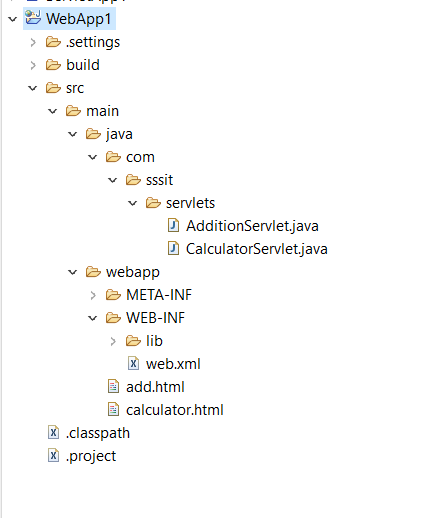 WebApp1
.settings
build
src
main
java
com
sssit
servlets
AdditionServlet.java
CalculatorServlet.java
webapp
META-INF
WEB-INF
lib
web.xml
add.html
calculator.html
.classpath
.project